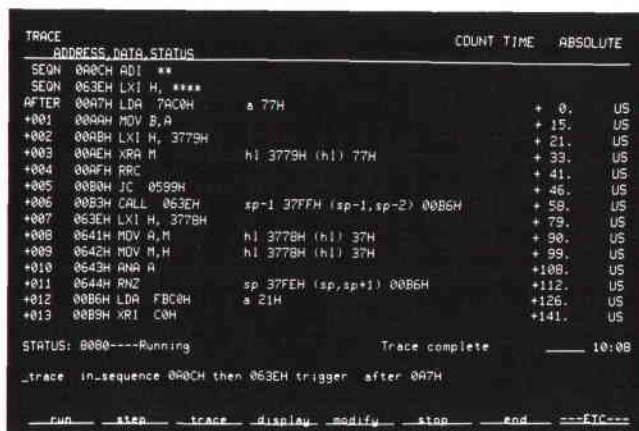 TRACE COUNT TIME ABSOLUTE
ADDRESS,DATA,STATUS
SEQN 0A0CH ADI **
SEQN 063EH LXI H, ****
AFTER 00A7H LDA 7AC0H a 77H + 0. US
+001 00AAH MOV B,A + 15. US
+002 00ABH LXI H, 3779H + 21. US
+003 00AEH XRA M hl 3779H (hl) 77H + 33. US
+004 00AFH RRC + 41. US
+005 00B0H JC 0599H + 46. US
+006 00B3H CALL 063EH sp-1 37FFH (sp-1,sp-2) 00B6H + 58. US
+007 063EH LXI H, 3778H + 79. US
+008 0641H MOV A,M hl 3778H (hl) 37H + 90. US
+009 0642H MOV M,H hl 3778H (hl) 37H + 99. US
+010 0643H ANA A +108. US
+011 0644H RNZ sp 37FEH (sp,sp+1) 00B6H +112. US
+012 00B6H LDA FBC0H a 21H +126. US
+013 00B9H XRI C0H +141. US
STATUS: 8080----Running Trace complete 10:08
_trace in_sequence 0A0CH then 063EH trigger after 0A7H
run step trace display modify stop end ---ETC---